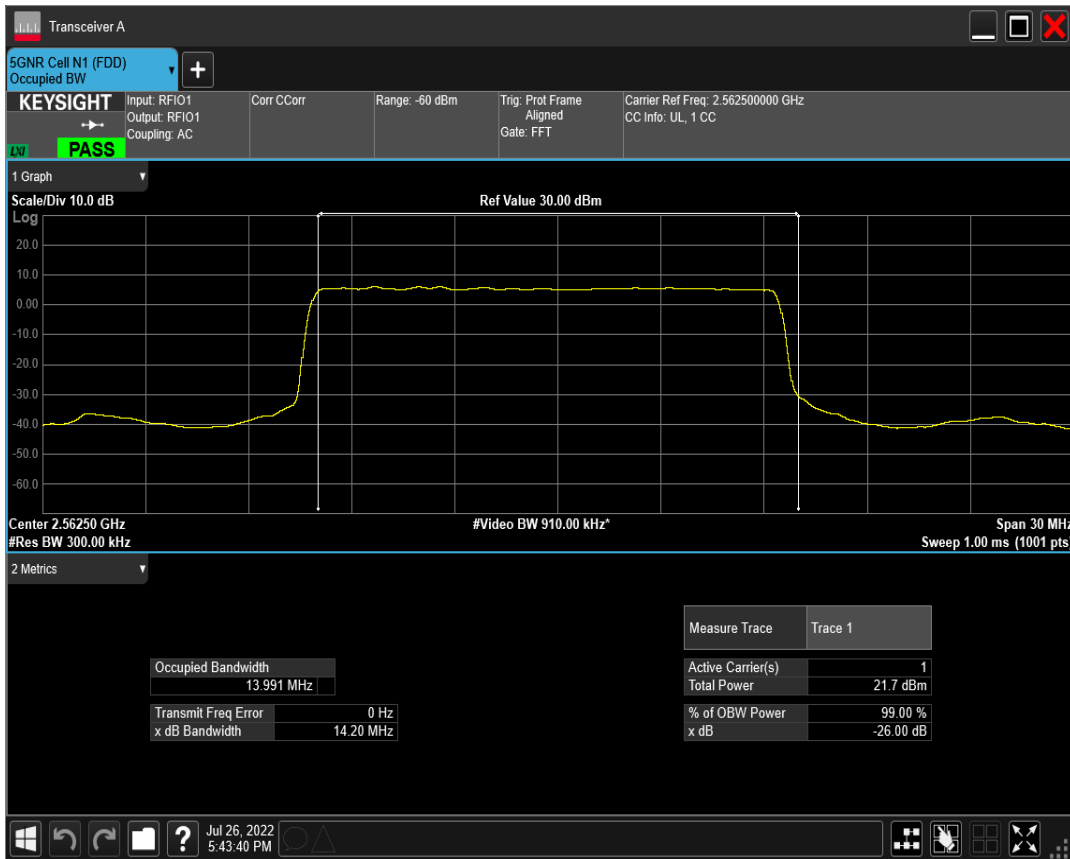 Transceiver A
5GNR Cell N1 (FDD)
Occupied BW
+
KEYSIGHT
LXI
PASS
Input: RFIO1
Output: RFIO1
Coupling: AC
Corr CCorr
Range: -60 dBm
Trig: Prot Frame
Aligned
Gate: FFT
Carrier Ref Freq: 2.562500000 GHz
CC Info: UL, 1 CC
1 Graph
Scale/Div 10.0 dB
Ref Value 30.00 dBm
Log
20.0
10.0
0.00
-10.0
-20.0
-30.0
-40.0
-50.0
-60.0
Center 2.56250 GHz
#Video BW 910.00 kHz*
Span 30 MHz
#Res BW 300.00 kHz
Sweep 1.00 ms (1001 pts)
2 Metrics
Measure Trace Trace 1
Occupied Bandwidth
13.991 MHz
Active Carrier(s) 1
Total Power 21.7 dBm
Transmit Freq Error 0 Hz
x dB Bandwidth 14.20 MHz
% of OBW Power 99.00 %
x dB -26.00 dB
?
Jul 26, 2022
5:43:40 PM